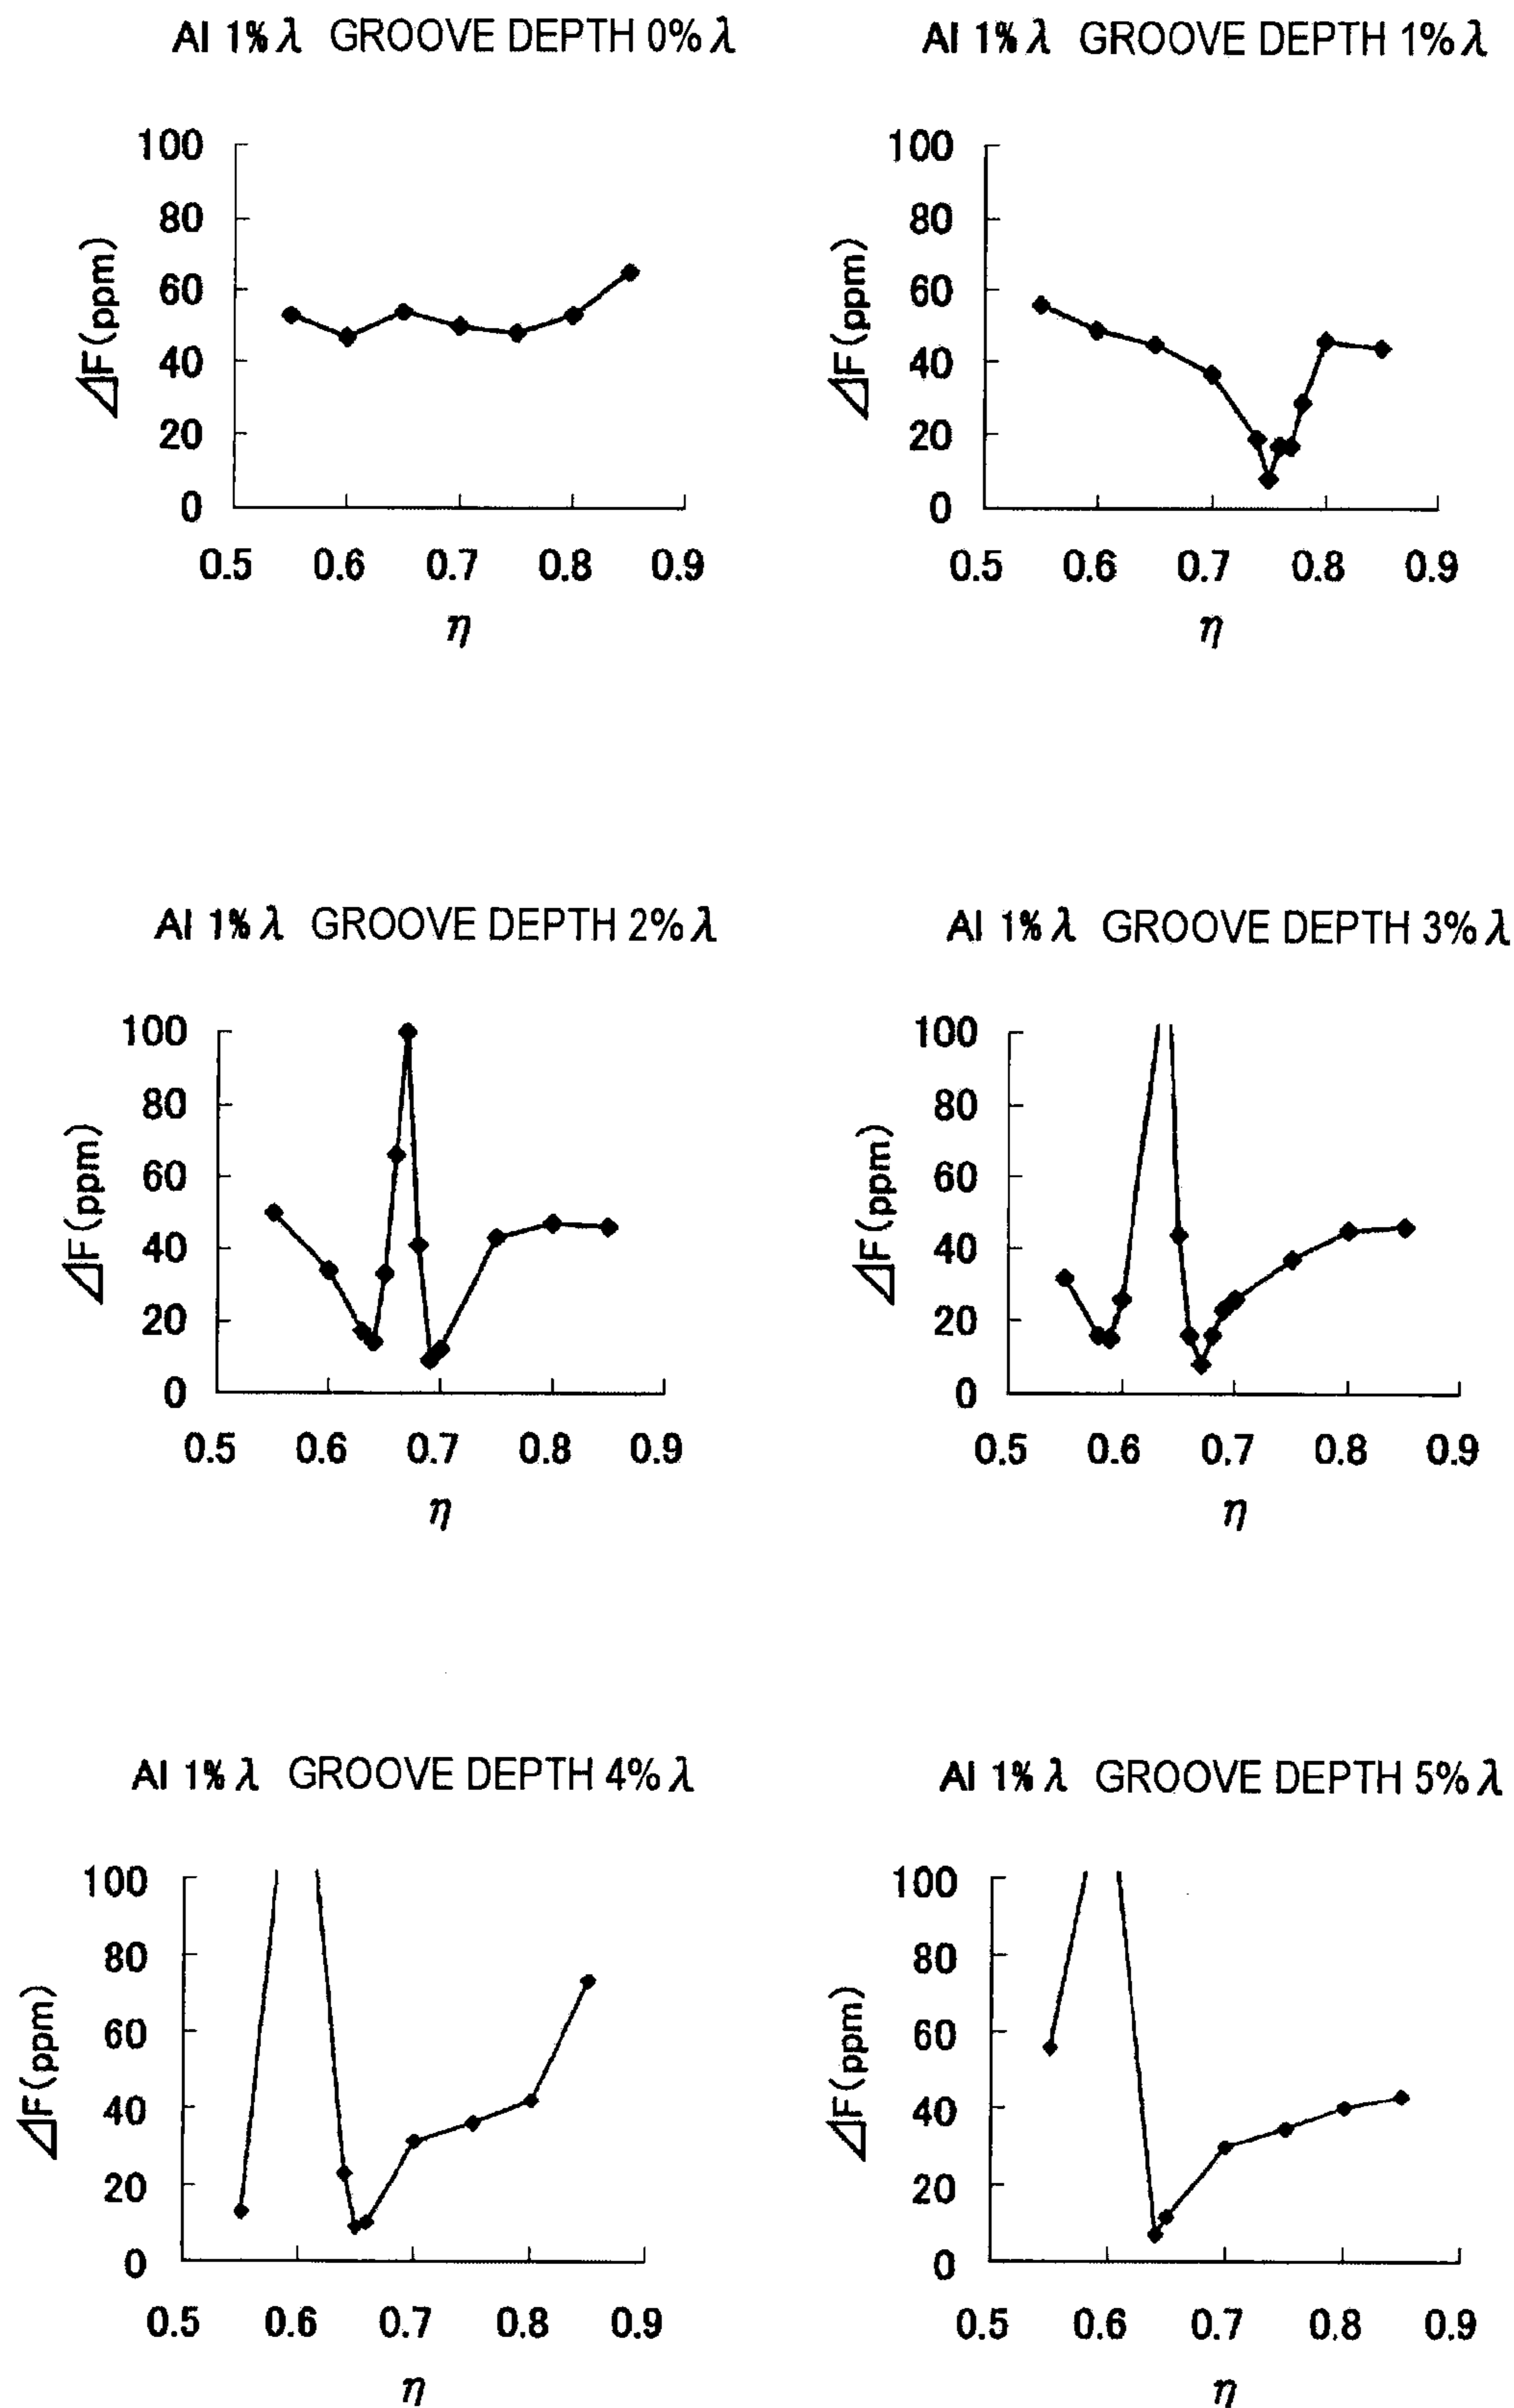 Al 1%λ GROOVE DEPTH 0%λ
100
80
60
40
20
0
ΔF(ppm)
0.5 0.6 0.7 0.8 0.9
η
Al 1%λ GROOVE DEPTH 1%λ
100
80
60
40
20
0
ΔF(ppm)
0.5 0.6 0.7 0.8 0.9
η
Al 1%λ GROOVE DEPTH 2%λ
100
80
60
40
20
0
ΔF(ppm)
0.5 0.6 0.7 0.8 0.9
η
Al 1%λ GROOVE DEPTH 3%λ
100
80
60
40
20
0
ΔF(ppm)
0.5 0.6 0.7 0.8 0.9
η
Al 1%λ GROOVE DEPTH 4%λ
100
80
60
40
20
0
ΔF(ppm)
0.5 0.6 0.7 0.8 0.9
η
Al 1%λ GROOVE DEPTH 5%λ
100
80
60
40
20
0
ΔF(ppm)
0.5 0.6 0.7 0.8 0.9
η